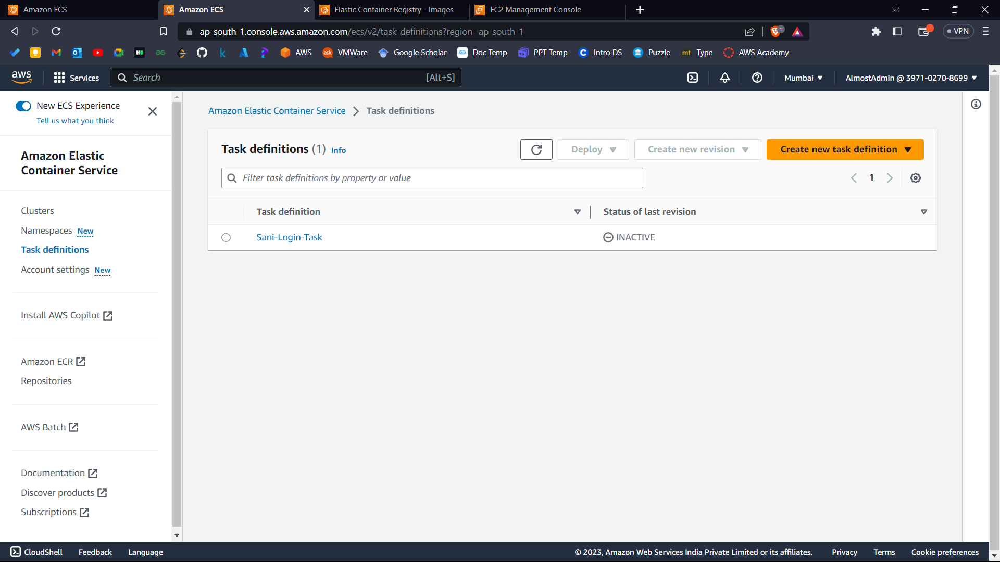 Amazon ECS
Amazon ECS
Elastic Container Registry - Images
EC2 Management Console
ap-south-1.console.aws.amazon.com/ecs/v2/task-definitions?region=ap-south-1
1
VPN
AWS
VMWare
Google Scholar
Doc Temp
PPT Temp
Intro DS
Puzzle
mt Type
AWS Academy
aws
Services
Search
[Alt+S]
Mumbai
AlmostAdmin @ 3971-0270-8699
New ECS Experience
Tell us what you think
Amazon Elastic
Container Service
Clusters
Namespaces New
Task definitions
Account settings New
Install AWS Copilot
Amazon ECR
Repositories
AWS Batch
Documentation
Discover products
Subscriptions
Amazon Elastic Container Service
Task definitions
Task definitions (1) Info
Deploy
Create new revision
Create new task definition
Filter task definitions by property or value
1
Task definition
Status of last revision
Sani-Login-Task
INACTIVE
CloudShell
Feedback
Language
© 2023, Amazon Web Services India Private Limited or its affiliates.
Privacy
Terms
Cookie preferences